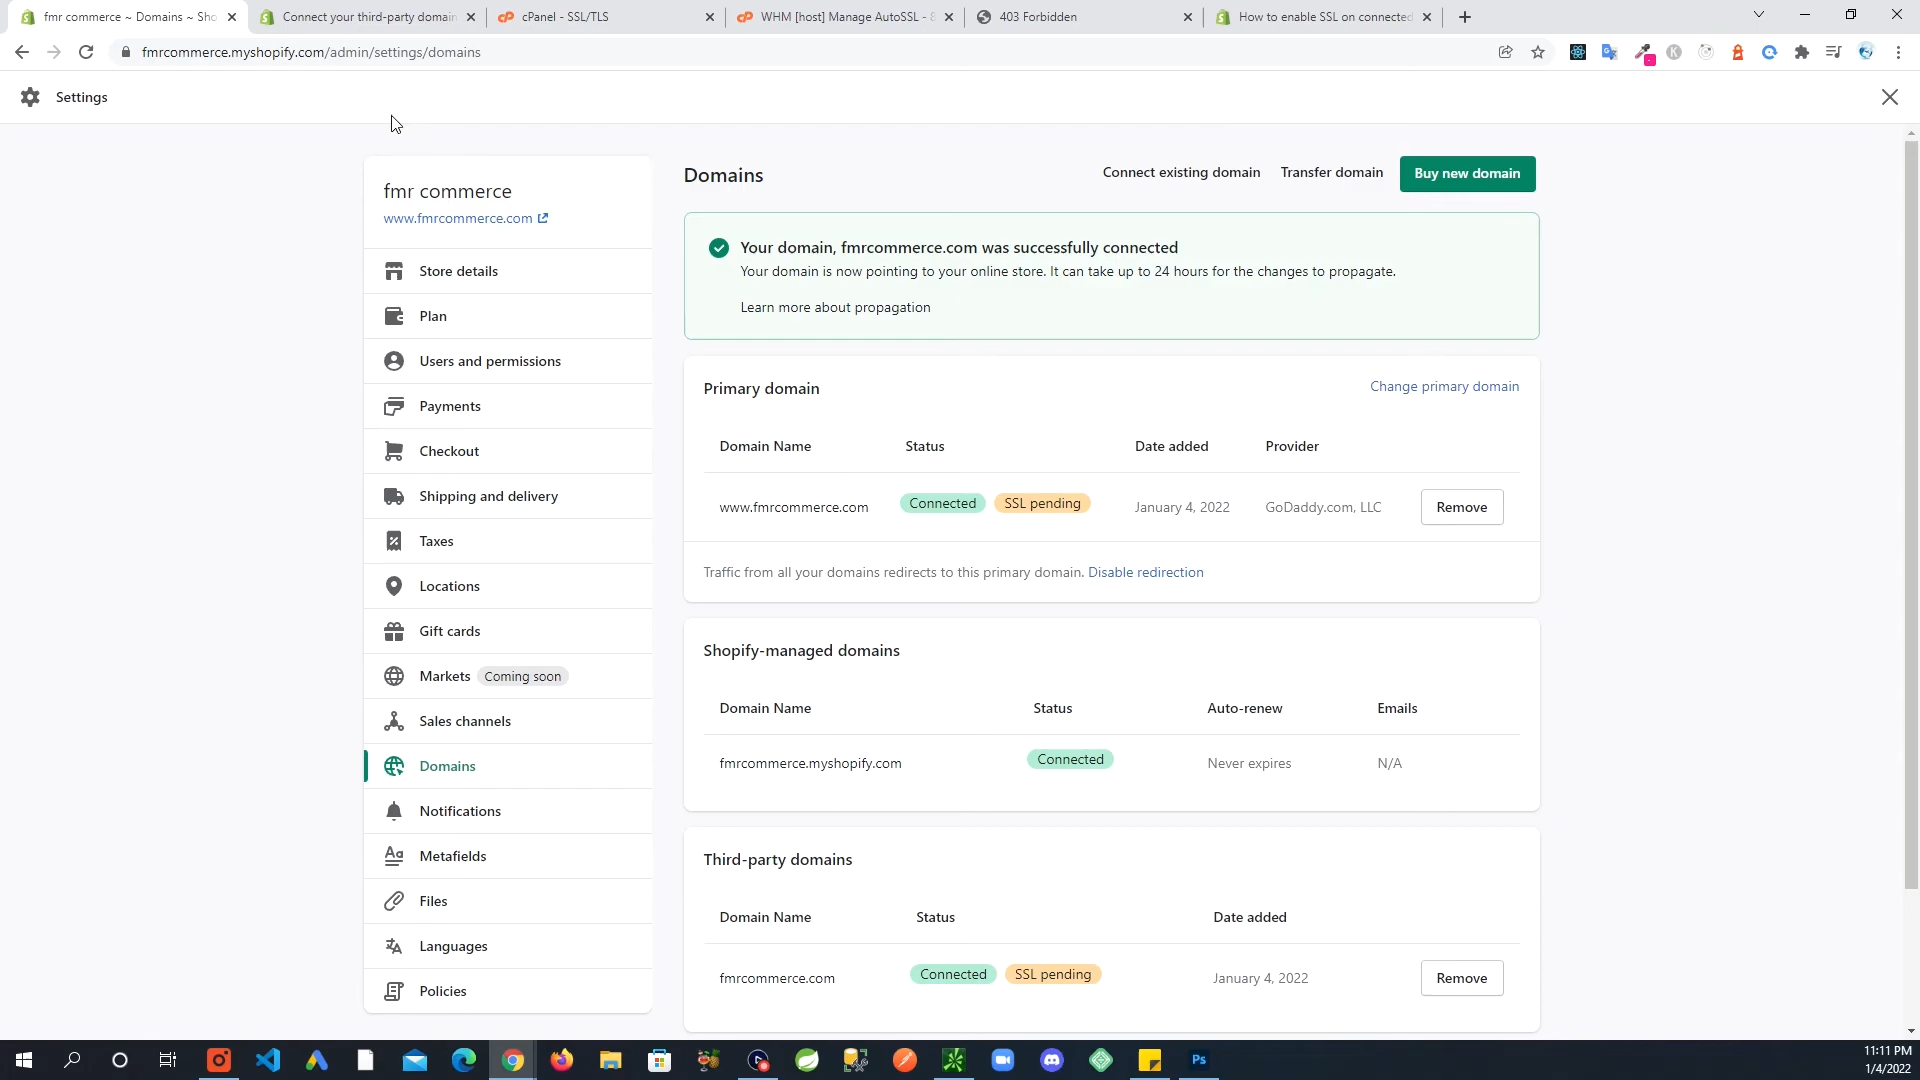 fmr commerce ~ Domains ~ Sho
Connect your third-party domain
cPanel - SSL/TLS
WHM [host] Manage AutoSSL - 8
403 Forbidden
How to enable SSL on connected
fmrcommerce.myshopify.com/admin/settings/domains
Settings
fmr commerce
www.fmrcommerce.com
Store details
Plan
Users and permissions
Payments
Checkout
Shipping and delivery
Taxes
Locations
Gift cards
Markets Coming soon
Sales channels
Domains
Notifications
Metafields
Files
Languages
Policies
Domains
Connect existing domain Transfer domain Buy new domain
Your domain, fmrcommerce.com was successfully connected
Your domain is now pointing to your online store. It can take up to 24 hours for the changes to propagate.
Learn more about propagation
Primary domain Change primary domain
Domain Name Status Date added Provider
www.fmrcommerce.com Connected SSL pending January 4, 2022 GoDaddy.com, LLC Remove
Traffic from all your domains redirects to this primary domain. Disable redirection
Shopify-managed domains
Domain Name Status Auto-renew Emails
fmrcommerce.myshopify.com Connected Never expires N/A
Third-party domains
Domain Name Status Date added
fmrcommerce.com Connected SSL pending January 4, 2022 Remove
Ps
11:11 PM
1/4/2022